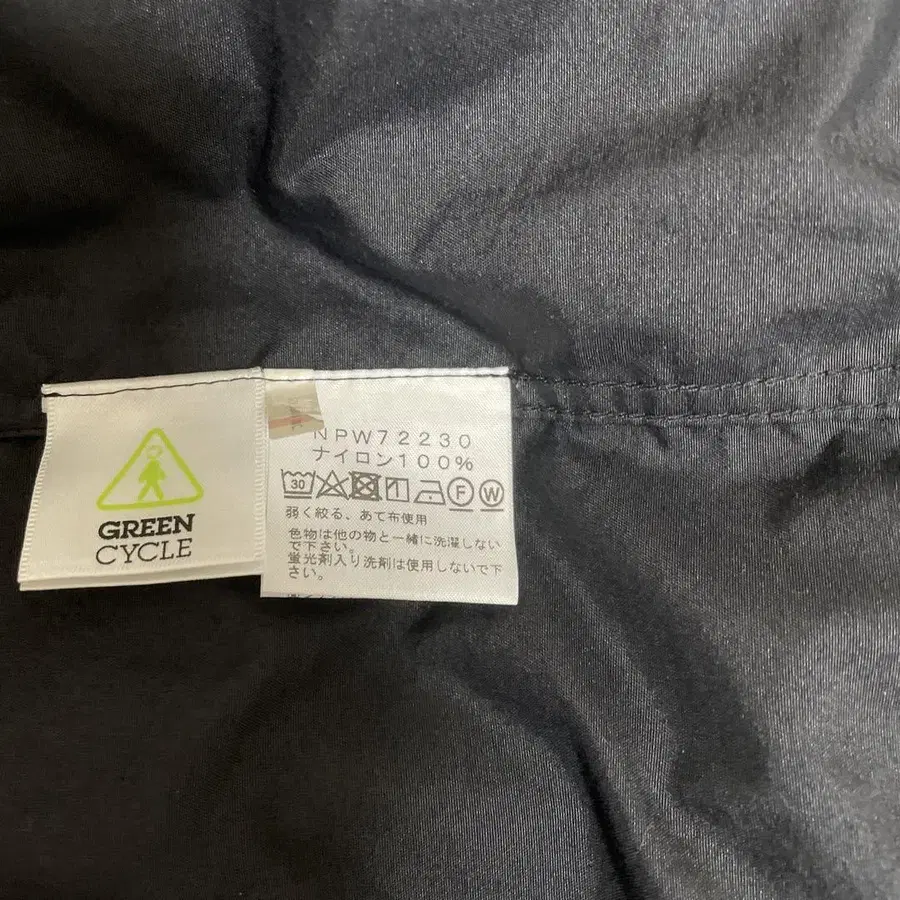 GREEN
CYCLE
NPW72230
ナイロン100%
30
F
W
弱く絞る、あて布使用
色物は他の物と一緒に洗濯しない
で下さい。
蛍光剤入り洗剤は使用しないで下
さい。